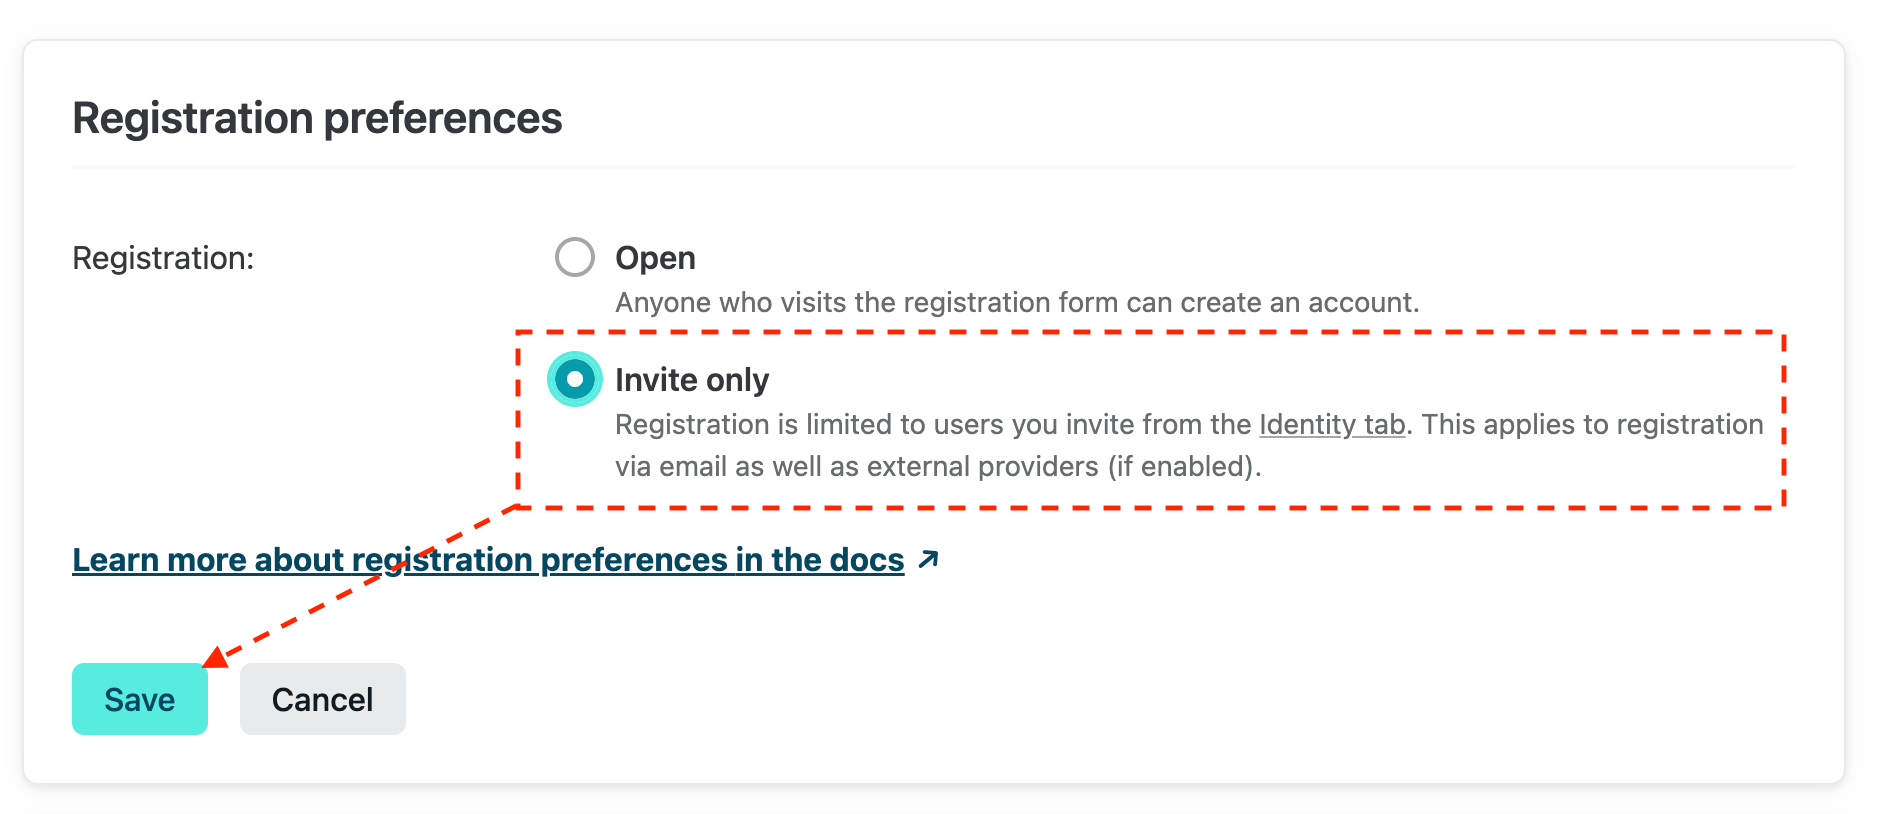 Registration preferences
Registration:
Open
Anyone who visits the registration form can create an account.
Invite only
Registration is limited to users you invite from the Identity tab. This applies to registration
via email as well as external providers (if enabled).
Learn more about registration preferences in the docs ↗
Save
Cancel